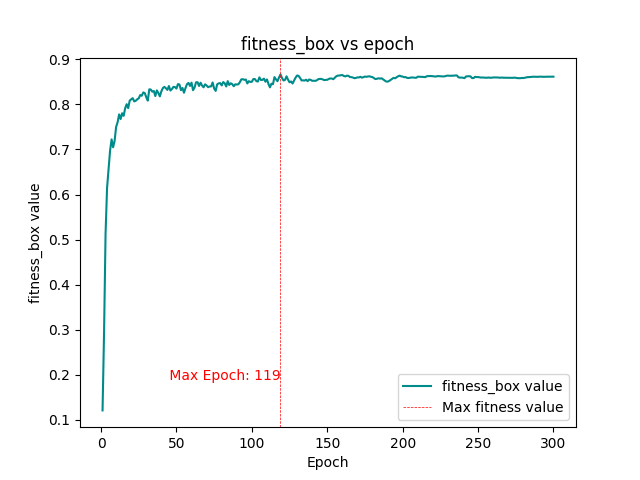 fitness_box vs epoch
0.9
0.8
0.7
0.6
0.5
0.4
0.3
0.2
0.1
fitness_box value
Max Epoch: 119
fitness_box value
Max fitness value
0 50 100 150 200 250 300
Epoch